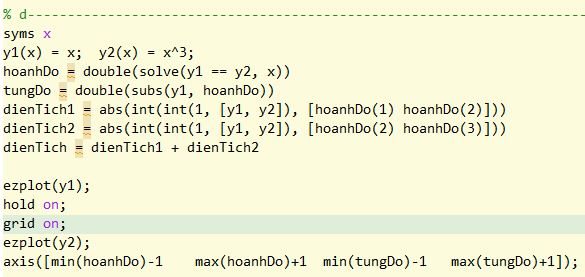 % d-----------------------------------------------------------------------
syms x
y1(x) = x;  y2(x) = x^3;
hoanhDo = double(solve(y1 == y2, x))
tungDo = double(subs(y1, hoanhDo))
dienTich1 = abs(int(int(1, [y1, y2]), [hoanhDo(1) hoanhDo(2)]))
dienTich2 = abs(int(int(1, [y1, y2]), [hoanhDo(2) hoanhDo(3)]))
dienTich = dienTich1 + dienTich2
ezplot(y1);
hold on;
grid on;
ezplot(y2);
axis([min(hoanhDo)-1    max(hoanhDo)+1  min(tungDo)-1   max(tungDo)+1]);